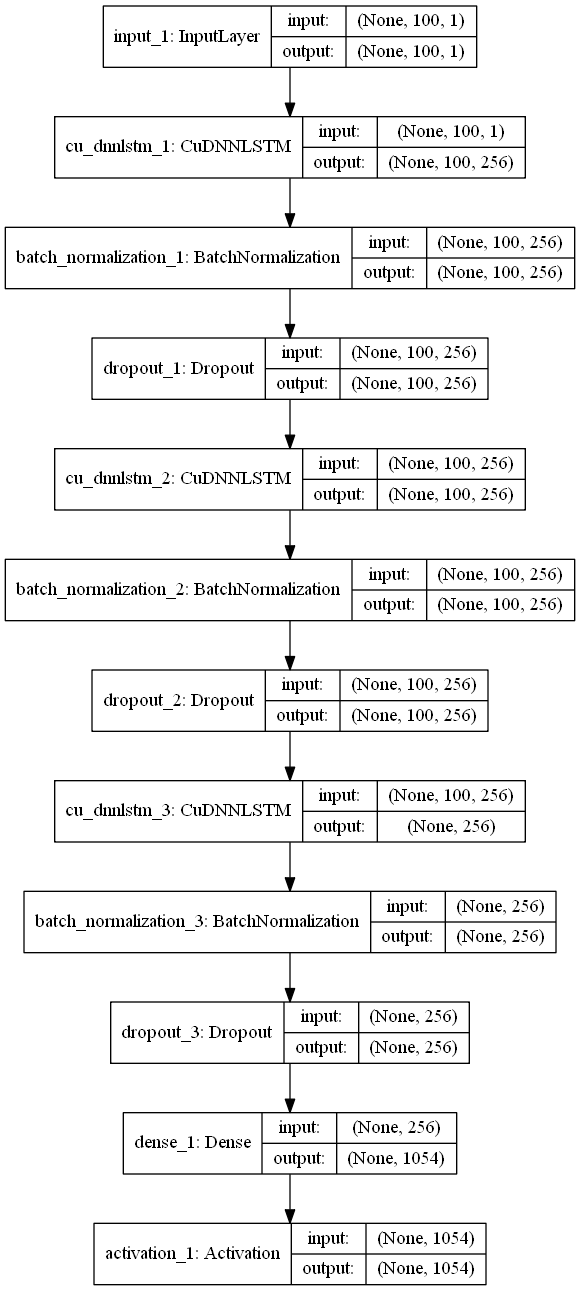 input_1: InputLayer
input: (None, 100, 1)
output: (None, 100, 1)
cu_dnnlstm_1: CuDNNLSTM
input: (None, 100, 1)
output: (None, 100, 256)
batch_normalization_1: BatchNormalization
input: (None, 100, 256)
output: (None, 100, 256)
dropout_1: Dropout
input: (None, 100, 256)
output: (None, 100, 256)
cu_dnnlstm_2: CuDNNLSTM
input: (None, 100, 256)
output: (None, 100, 256)
batch_normalization_2: BatchNormalization
input: (None, 100, 256)
output: (None, 100, 256)
dropout_2: Dropout
input: (None, 100, 256)
output: (None, 100, 256)
cu_dnnlstm_3: CuDNNLSTM
input: (None, 100, 256)
output: (None, 256)
batch_normalization_3: BatchNormalization
input: (None, 256)
output: (None, 256)
dropout_3: Dropout
input: (None, 256)
output: (None, 256)
dense_1: Dense
input: (None, 256)
output: (None, 1054)
activation_1: Activation
input: (None, 1054)
output: (None, 1054)